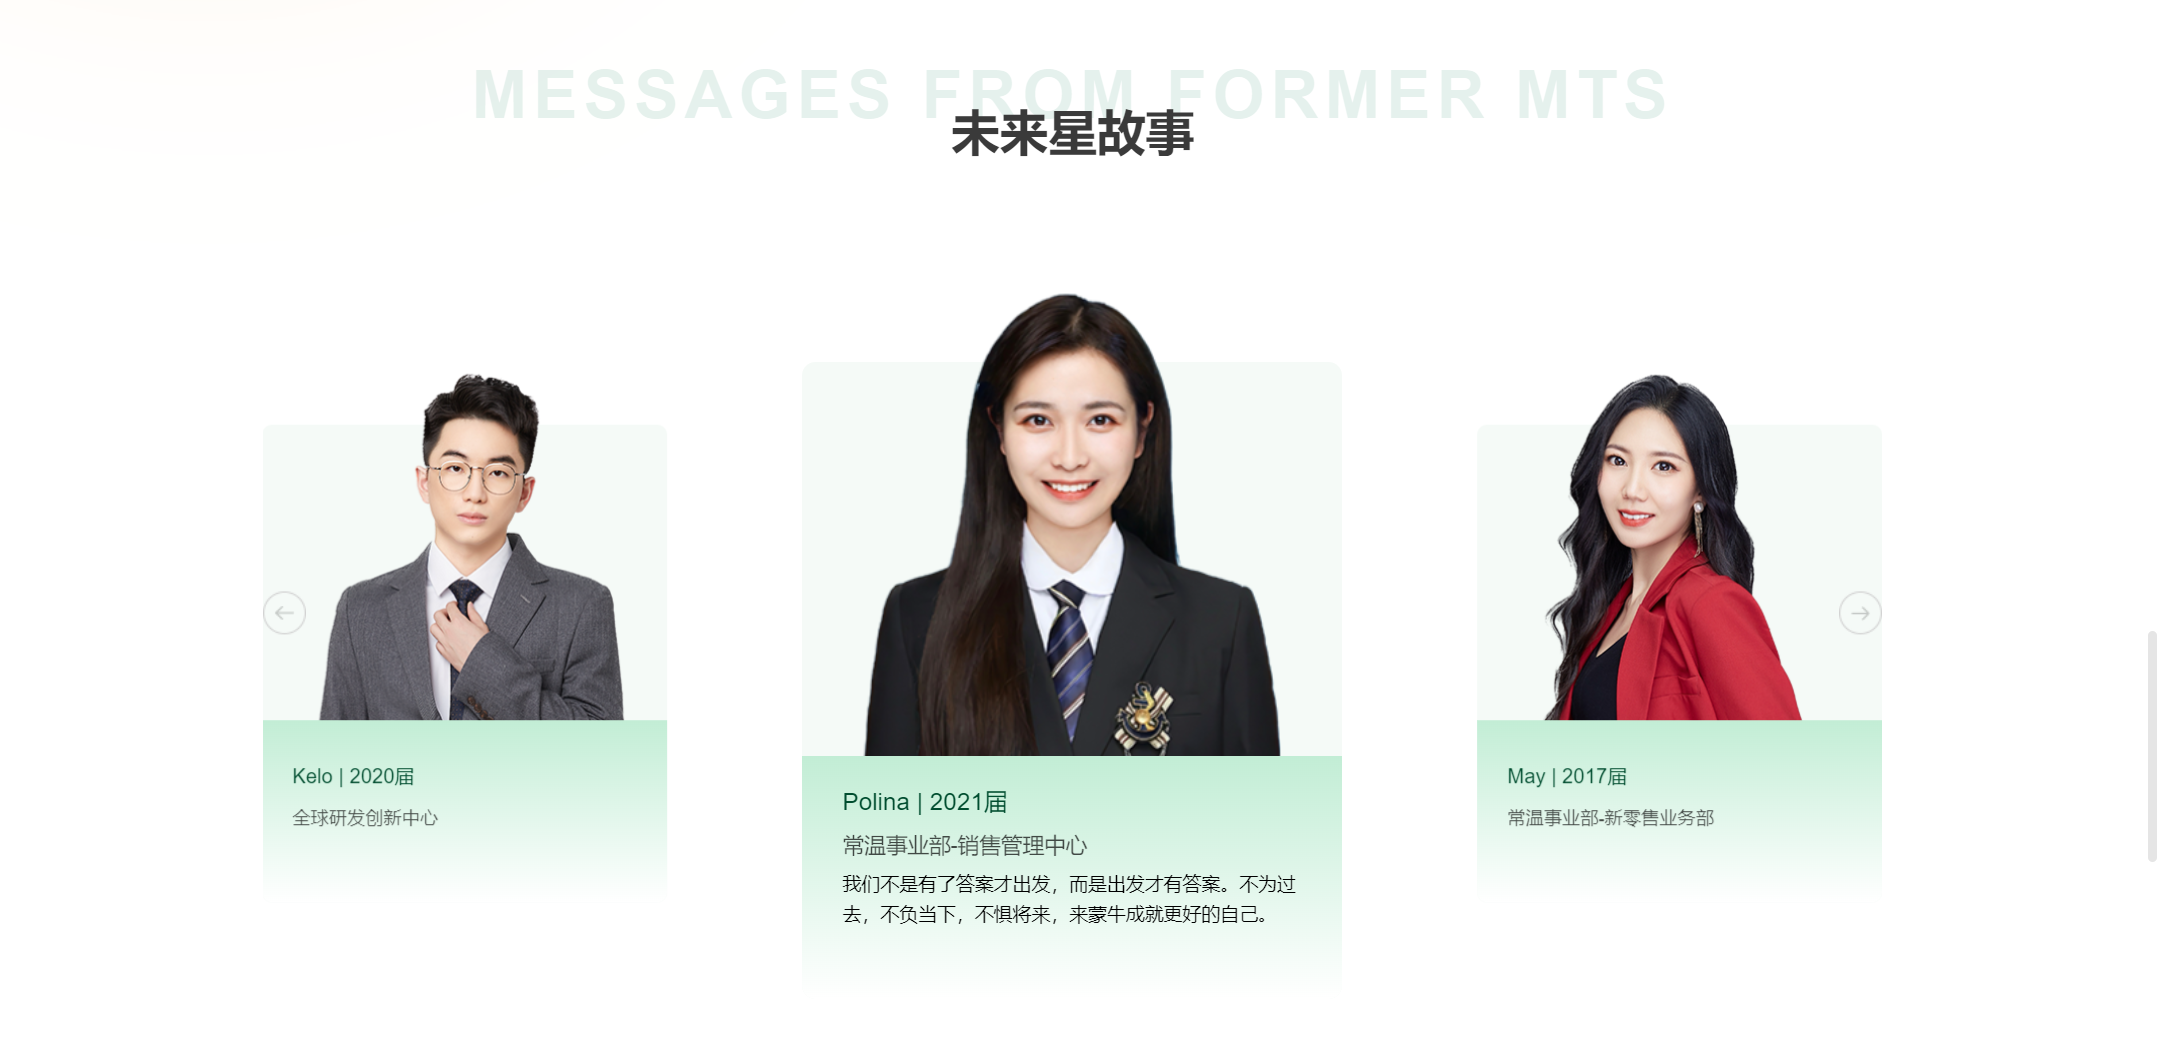 MESSAGES FROM FORMER MTS
未来星故事
Kelo | 2020届
全球研发创新中心
Polina | 2021届
常温事业部-销售管理中心
我们不是有了答案才出发，而是出发才有答案。不为过
去，不负当下，不惧将来，来蒙牛成就更好的自己。
May | 2017届
常温事业部-新零售业务部